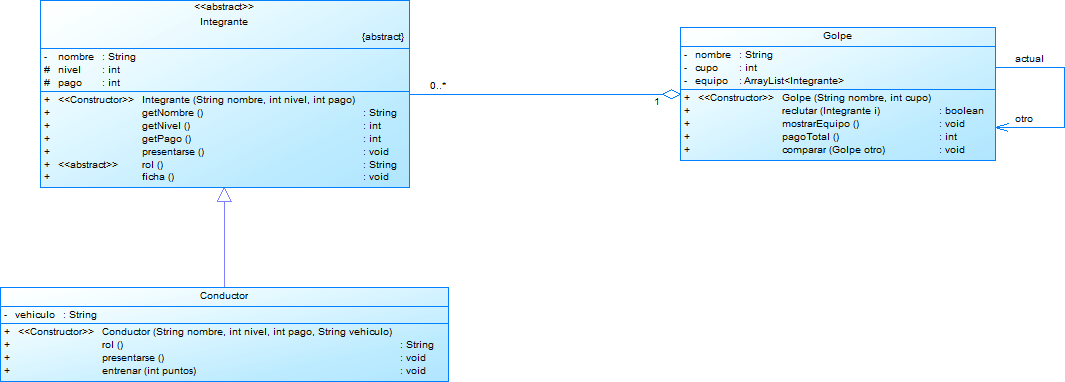 <<abstract>>
Integrante
{abstract}
- nombre : String
# nivel : int
# pago : int
+ <<Constructor>> Integrante (String nombre, int nivel, int pago)
+ getNombre () : String
+ getNivel () : int
+ getPago () : int
+ presentarse () : void
+ <<abstract>> rol () : String
+ ficha () : void
0..*
1
Golpe
- nombre : String
- cupo : int
- equipo : ArrayList<Integrante>
+ <<Constructor>> Golpe (String nombre, int cupo)
+ reclutar (Integrante i) : boolean
+ mostrarEquipo () : void
+ pagoTotal () : int
+ comparar (Golpe otro) : void
actual
otro
Conductor
- vehiculo : String
+ <<Constructor>> Conductor (String nombre, int nivel, int pago, String vehiculo)
+ rol () : String
+ presentarse () : void
+ entrenar (int puntos) : void